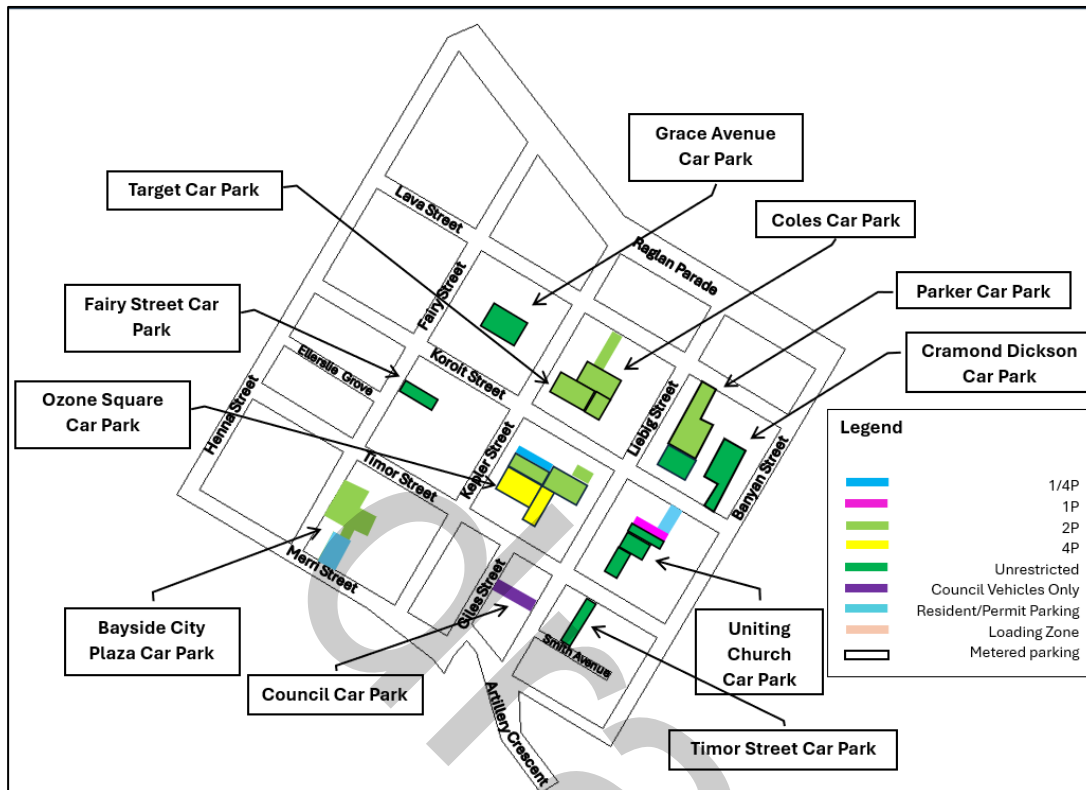 Grace Avenue
Car Park
Target Car Park
Coles Car Park
Lava Street
Raglan Parade
Parker Car Park
Fairy Street Car
Park
Fairy Street
Cramond Dickson
Car Park
Koroit Street
Ellerslie Grove
Ozone Square
Car Park
Henna Street
Liebig Street
Kepler Street
Banyan Street
Timor Street
Legend
1/4P
1P
2P
4P
Unrestricted
Council Vehicles Only
Resident/Permit Parking
Loading Zone
Metered parking
Merri Street
Giles Street
Smith Avenue
Bayside City
Plaza Car Park
Uniting
Church
Car Park
Council Car Park
Artillery Crescent
Timor Street Car Park